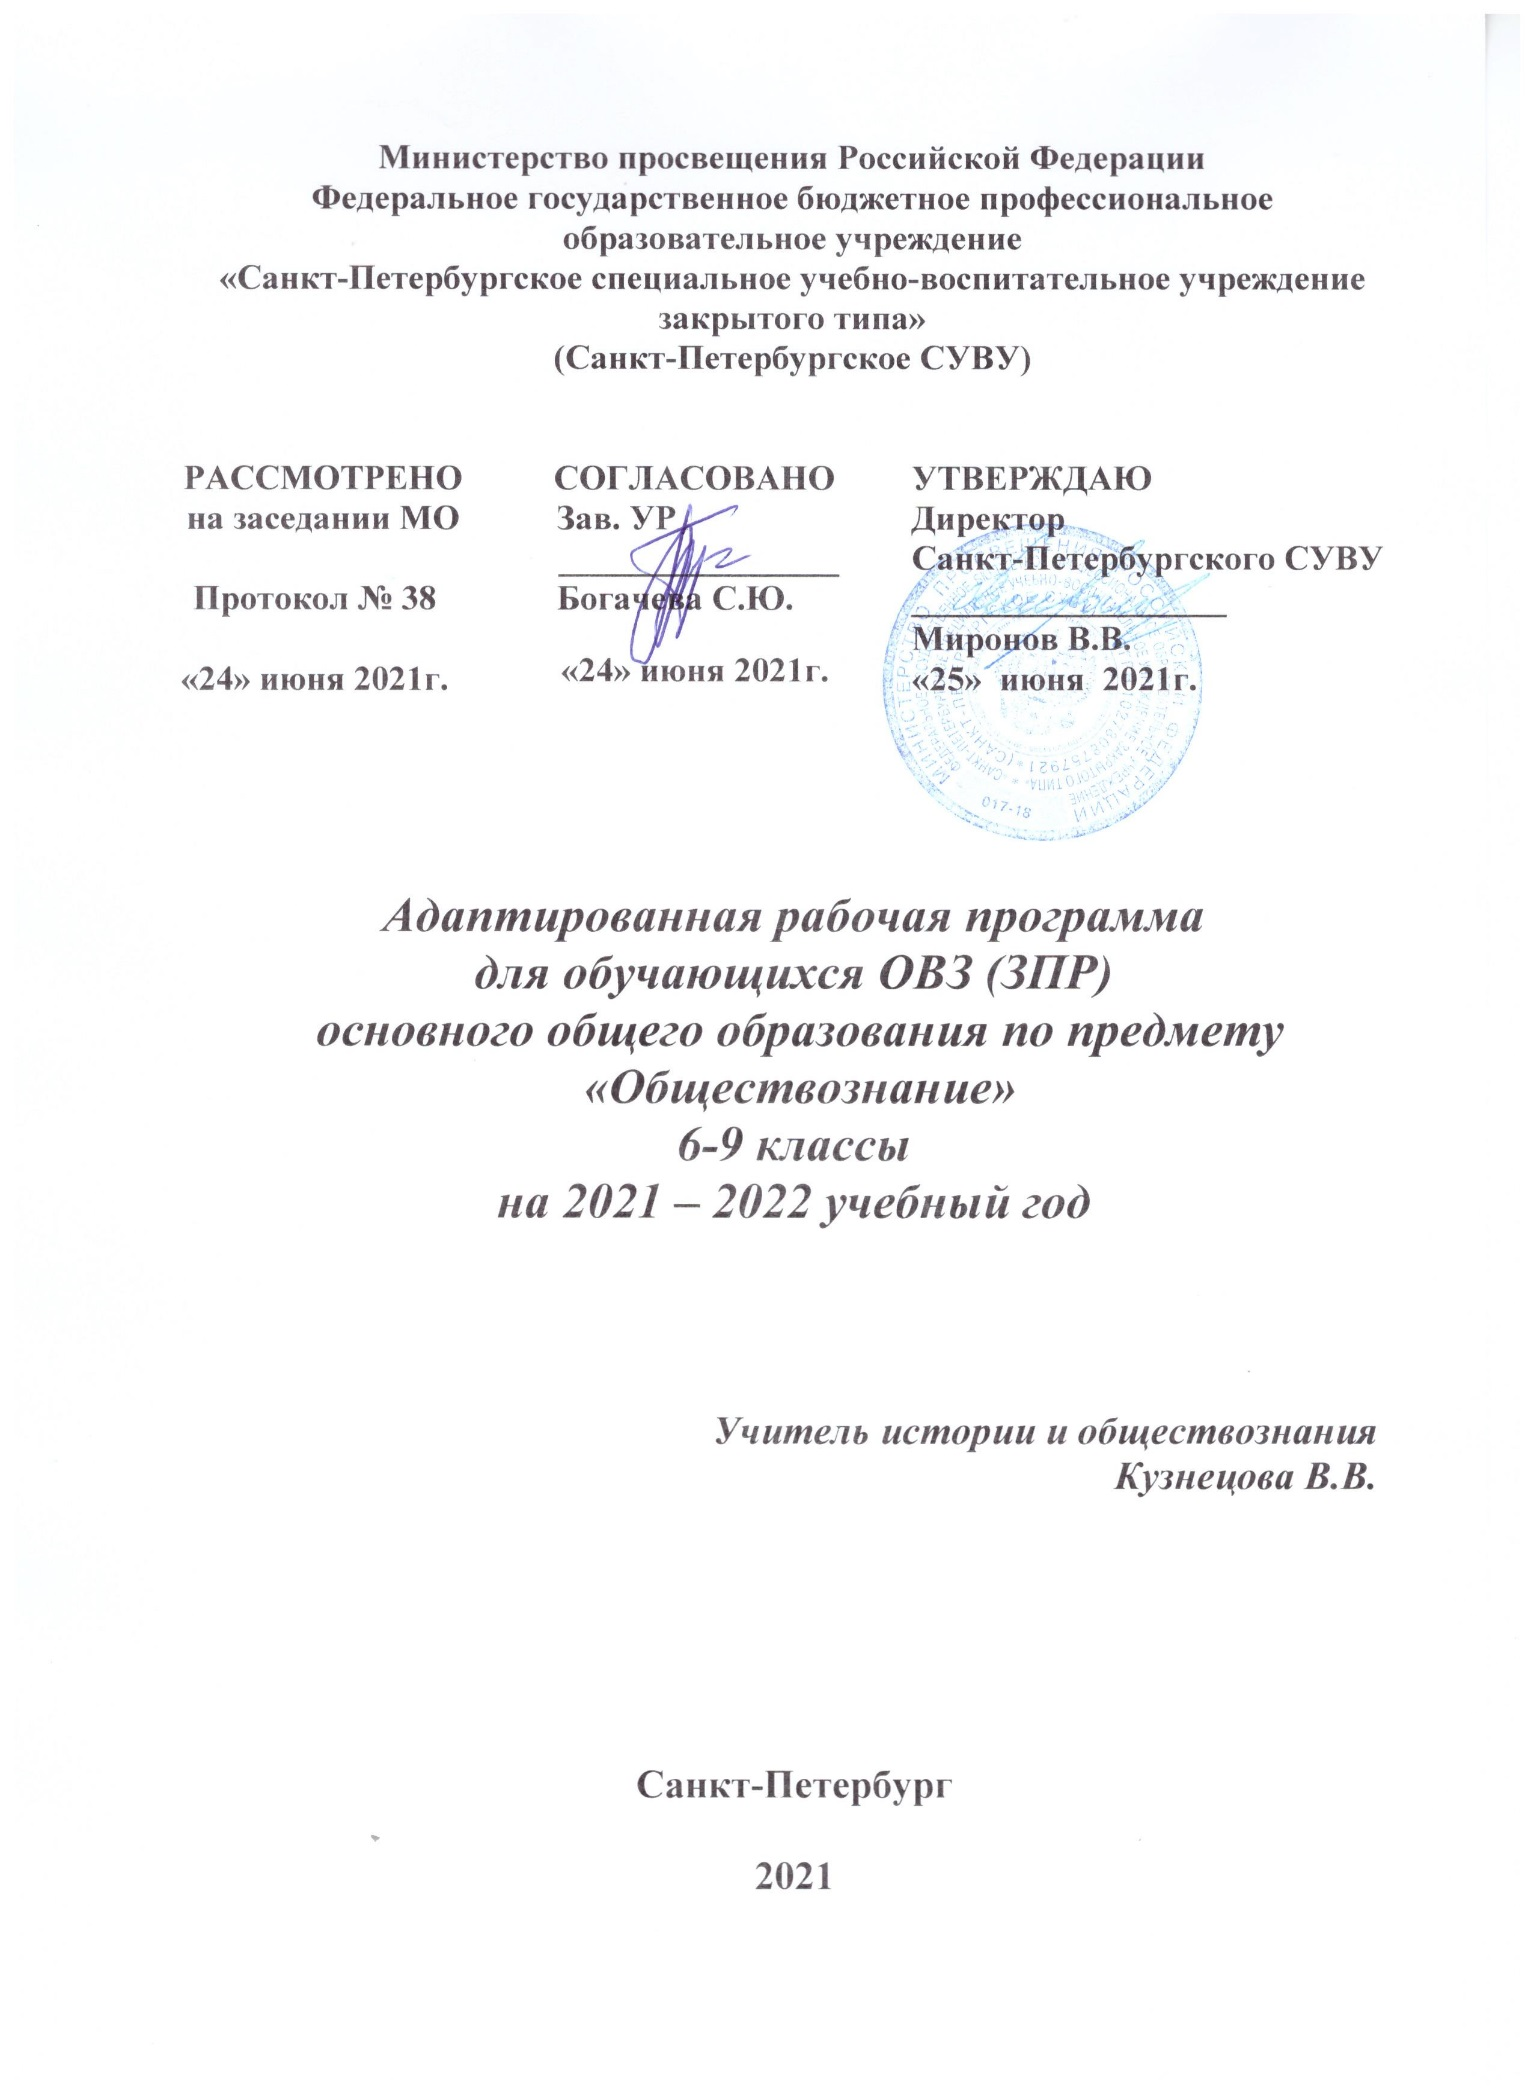 Министерство просвещения Российской Федерации
Федеральное государственное бюджетное профессиональное
образовательное учреждение
«Санкт-Петербургское специальное учебно-воспитательное учреждение
закрытого типа»
(Санкт-Петербургское СУВУ)
РАССМОТРЕНО
на заседании МО
Протокол № 38
«24» июня 2021г.
СОГЛАСОВАНО
Зав. УР
Богачева С.Ю.
«24» июня 2021г.
УТВЕРЖДАЮ
Директор
Санкт-Петербургского СУВУ
Миронов В.В.
«25» июня 2021г.
017-18
Адаптированная рабочая программа
для обучающихся ОВЗ (ЗПР)
основного общего образования по предмету
«Обществознание»
6-9 классы
на 2021 – 2022 учебный год
Учитель истории и обществознания
Кузнецова В.В.
Санкт-Петербург
2021